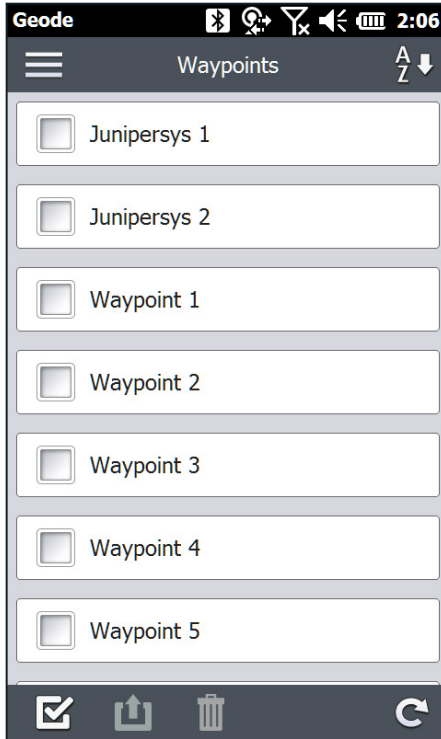 Geode 2:06
Waypoints A Z
Junipersys 1
Junipersys 2
Waypoint 1
Waypoint 2
Waypoint 3
Waypoint 4
Waypoint 5